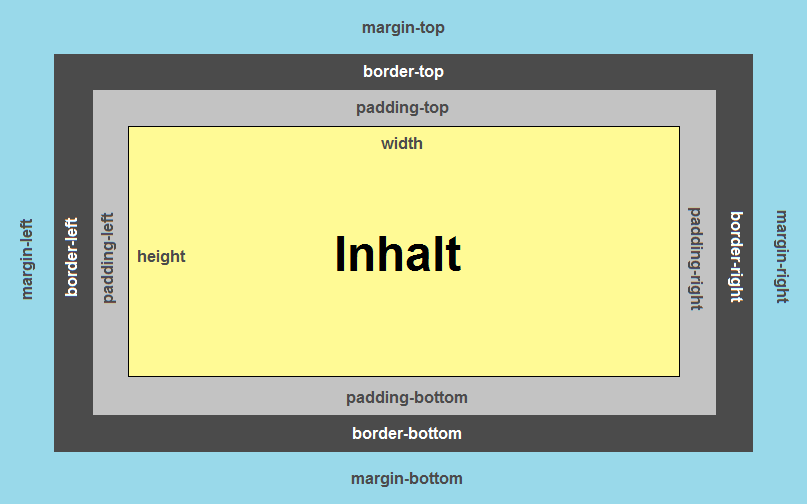 margin-top
border-top
padding-top
width
margin-left
border-left
padding-left
height
Inhalt
padding-right
border-right
margin-right
padding-bottom
border-bottom
margin-bottom